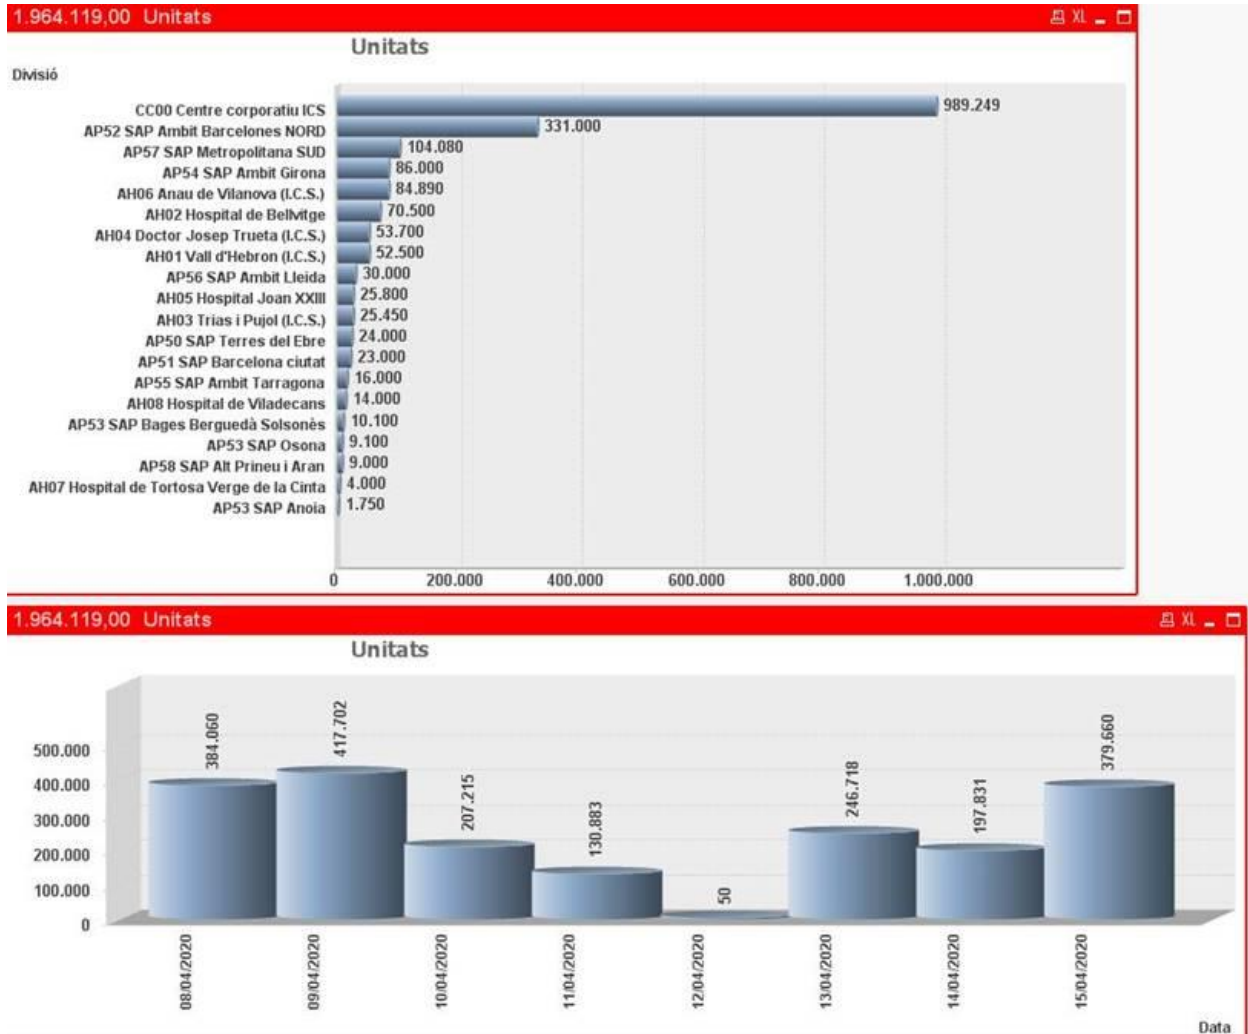 1.964.119,00 Unitats XL
Unitats
Divisió
CC00 Centre corporatiu ICS 989.249
AP52 SAP Ambit Barcelones NORD 331.000
AP57 SAP Metropolitana SUD 104.080
AP54 SAP Ambit Girona 86.000
AH06 Anau de Vilanova (I.C.S.) 84.890
AH02 Hospital de Bellvitge 70.500
AH04 Doctor Josep Trueta (I.C.S.) 53.700
AH01 Vall d'Hebron (I.C.S.) 52.500
AP56 SAP Ambit Lleida 30.000
AH05 Hospital Joan XXIII 25.800
AH03 Trias i Pujol (I.C.S.) 25.450
AP50 SAP Terres del Ebre 24.000
AP51 SAP Barcelona ciutat 23.000
AP55 SAP Ambit Tarragona 16.000
AH08 Hospital de Viladecans 14.000
AP53 SAP Bages Berguedà Solsonès 10.100
AP53 SAP Osona 9.100
AP58 SAP Alt Prineu i Aran 9.000
AH07 Hospital de Tortosa Verge de la Cinta 4.000
AP53 SAP Anoia 1.750
0 200.000 400.000 600.000 800.000 1.000.000
1.964.119,00 Unitats XL
Unitats
500.000
400.000
300.000
200.000
100.000
0
384.060 417.702 207.215 130.883 50 246.718 197.831 379.660
08/04/2020 09/04/2020 10/04/2020 11/04/2020 12/04/2020 13/04/2020 14/04/2020 15/04/2020
Data